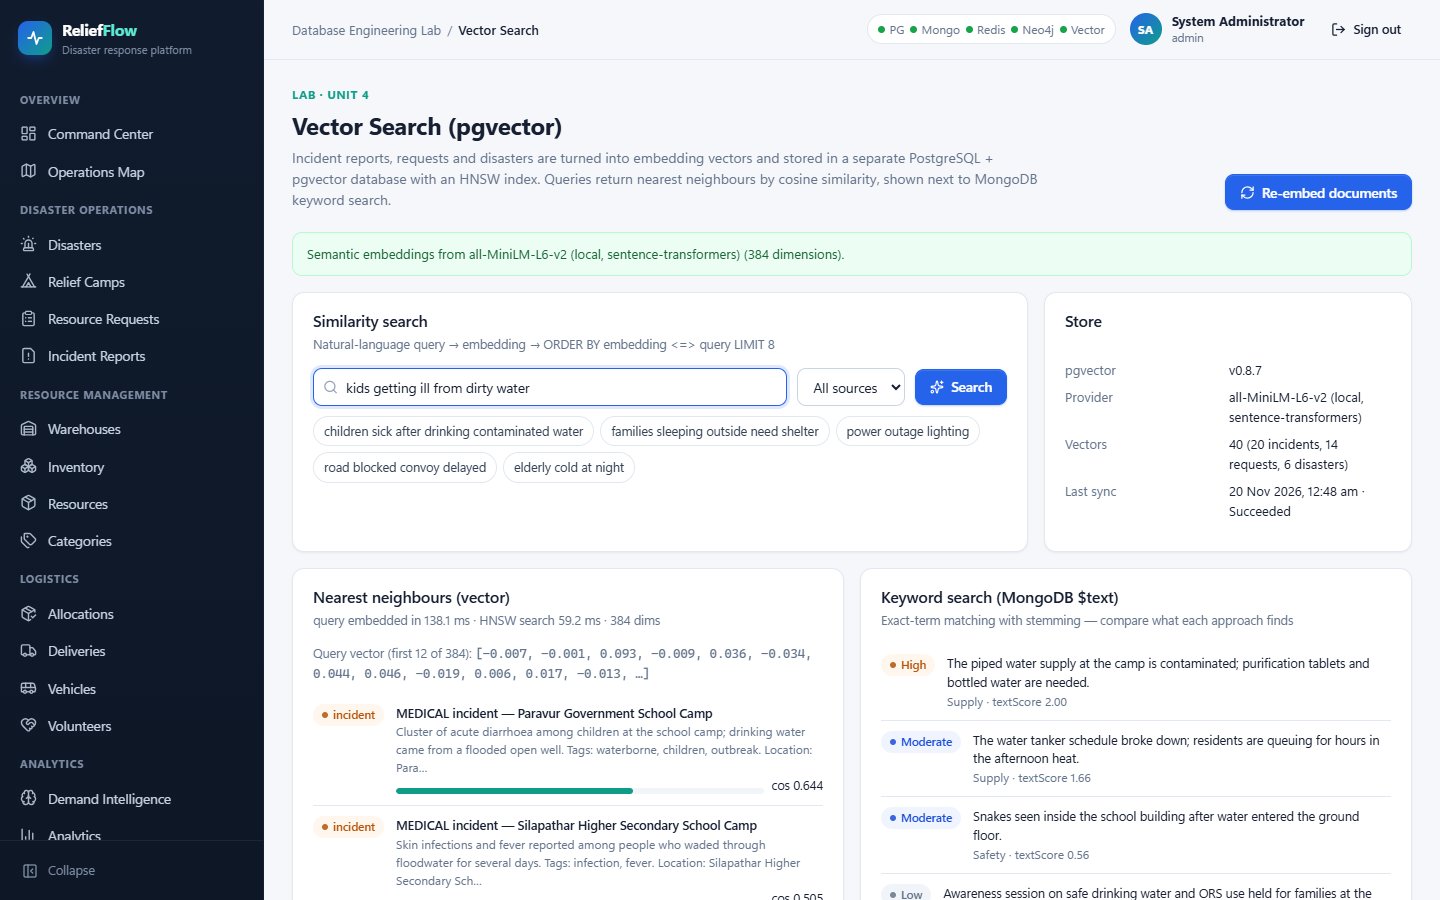 ReliefFlow
Disaster response platform
OVERVIEW
Command Center
Operations Map
DISASTER OPERATIONS
Disasters
Relief Camps
Resource Requests
Incident Reports
RESOURCE MANAGEMENT
Warehouses
Inventory
Resources
Categories
LOGISTICS
Allocations
Deliveries
Vehicles
Volunteers
ANALYTICS
Demand Intelligence
Analytics
Collapse
Database Engineering Lab / Vector Search
PG Mongo Redis Neo4j Vector
SA
System Administrator
admin
Sign out
LAB · UNIT 4
Vector Search (pgvector)
Incident reports, requests and disasters are turned into embedding vectors and stored in a separate PostgreSQL +
pgvector database with an HNSW index. Queries return nearest neighbours by cosine similarity, shown next to MongoDB
keyword search.
Re-embed documents
Semantic embeddings from all-MiniLM-L6-v2 (local, sentence-transformers) (384 dimensions).
Similarity search
Natural-language query → embedding → ORDER BY embedding <=> query LIMIT 8
kids getting ill from dirty water
All sources
Search
children sick after drinking contaminated water
families sleeping outside need shelter
power outage lighting
road blocked convoy delayed
elderly cold at night
Store
pgvector v0.8.7
Provider all-MiniLM-L6-v2 (local,
sentence-transformers)
Vectors 40 (20 incidents, 14
requests, 6 disasters)
Last sync 20 Nov 2026, 12:48 am ·
Succeeded
Nearest neighbours (vector)
query embedded in 138.1 ms · HNSW search 59.2 ms · 384 dims
Query vector (first 12 of 384): [-0.007, -0.001, 0.093, -0.009, 0.036, -0.034,
0.044, 0.046, -0.019, 0.006, 0.017, -0.013, …]
incident
MEDICAL incident — Paravur Government School Camp
Cluster of acute diarrhoea among children at the school camp; drinking water
came from a flooded open well. Tags: waterborne, children, outbreak. Location:
Para...
cos 0.644
incident
MEDICAL incident — Silapathar Higher Secondary School Camp
Skin infections and fever reported among people who waded through
floodwater for several days. Tags: infection, fever. Location: Silapathar Higher
Secondary Sch...
cos 0.505
Keyword search (MongoDB $text)
Exact-term matching with stemming — compare what each approach finds
High
The piped water supply at the camp is contaminated; purification tablets and
bottled water are needed.
Supply · textScore 2.00
Moderate
The water tanker schedule broke down; residents are queuing for hours in
the afternoon heat.
Supply · textScore 1.66
Moderate
Snakes seen inside the school building after water entered the ground
floor.
Safety · textScore 0.56
Low
Awareness session on safe drinking water and ORS use held for families at the